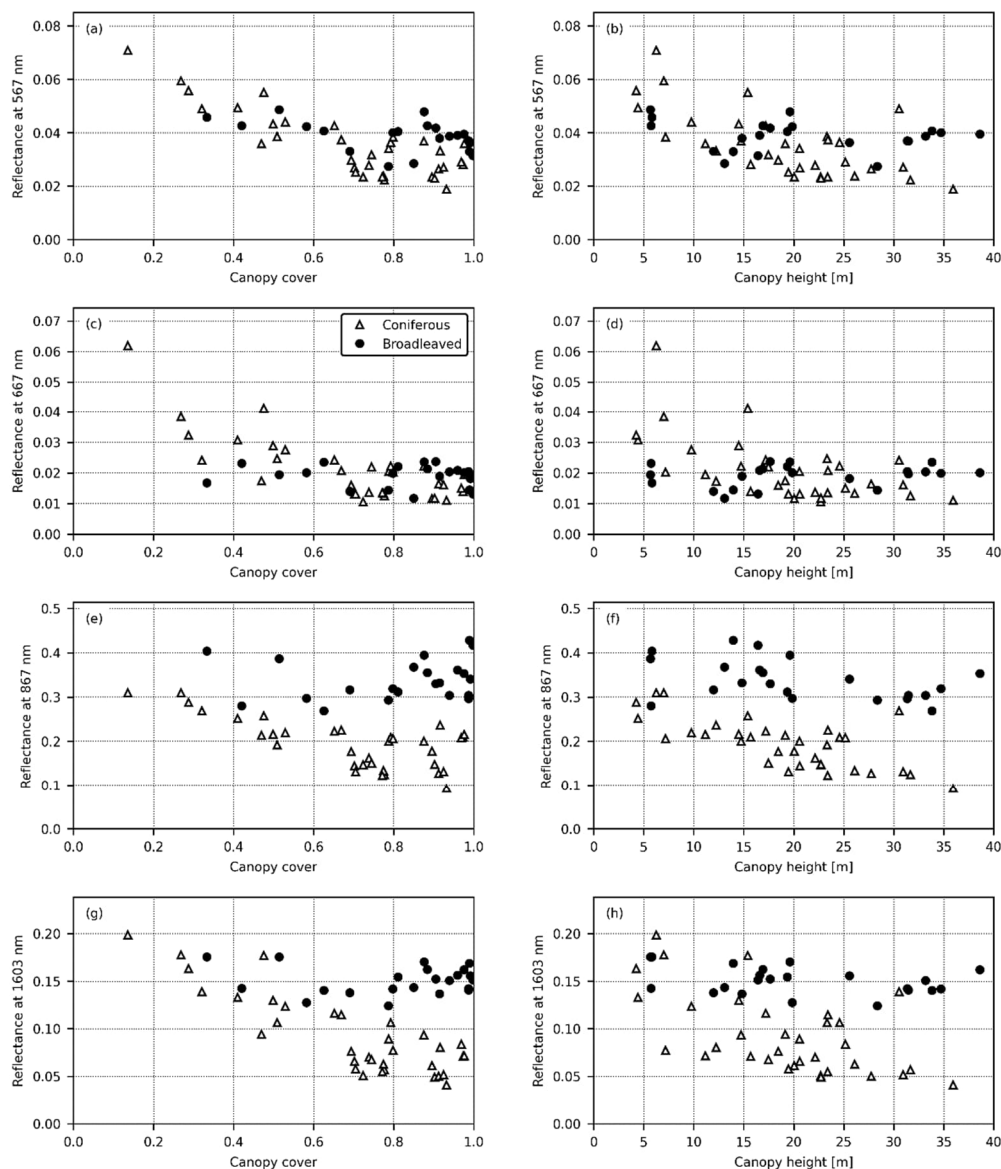 (a)
Reflectance at 567 nm
0.08
0.06
0.04
0.02
0.00
0.0 0.2 0.4 0.6 0.8 1.0
Canopy cover
(b)
Reflectance at 567 nm
0.08
0.06
0.04
0.02
0.00
0 5 10 15 20 25 30 35 40
Canopy height [m]
(c)
Reflectance at 667 nm
0.07
0.06
0.05
0.04
0.03
0.02
0.01
0.00
Coniferous
Broadleaved
0.0 0.2 0.4 0.6 0.8 1.0
Canopy cover
(d)
Reflectance at 667 nm
0.07
0.06
0.05
0.04
0.03
0.02
0.01
0.00
0 5 10 15 20 25 30 35 40
Canopy height [m]
(e)
Reflectance at 867 nm
0.5
0.4
0.3
0.2
0.1
0.0
0.0 0.2 0.4 0.6 0.8 1.0
Canopy cover
(f)
Reflectance at 867 nm
0.5
0.4
0.3
0.2
0.1
0.0
0 5 10 15 20 25 30 35 40
Canopy height [m]
(g)
Reflectance at 1603 nm
0.20
0.15
0.10
0.05
0.00
0.0 0.2 0.4 0.6 0.8 1.0
Canopy cover
(h)
Reflectance at 1603 nm
0.20
0.15
0.10
0.05
0.00
0 5 10 15 20 25 30 35 40
Canopy height [m]